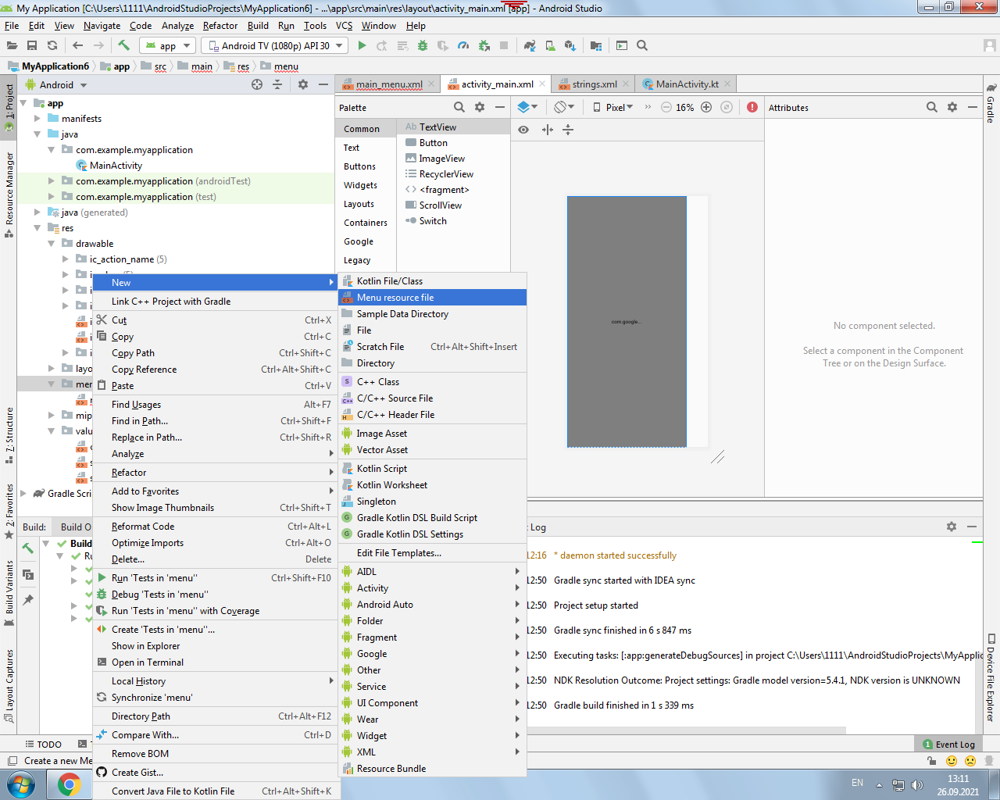 My Application [C:\Users\1111\AndroidStudioProjects\MyApplication6] - ...\app\src\main\res\layout\activity_main.xml [app] - Android Studio
File Edit View Navigate Code Analyze Refactor Build Run Tools VCS Window Help
app Android TV (1080p) API 30
MyApplication6 app src main res menu
Android
main_menu.xml activity_main.xml strings.xml MainActivity.kt
1: Project
Resource Manager
7: Structure
2: Favorites
Build Variants
Layout Captures
app
manifests
java
com.example.myapplication
MainActivity
com.example.myapplication (androidTest)
com.example.myapplication (test)
java (generated)
res
drawable
ic_action_name (5)
Gradle Scri
Palette
Common
Text
Buttons
Widgets
Layouts
Containers
Google
Legacy
Ab TextView
Button
ImageView
RecyclerView
<> <fragment>
ScrollView
Switch
Pixel
16%
com.google...
Attributes
No component selected.
Select a component in the Component
Tree or on the Design Surface.
Gradle
Device File Explorer
New
Link C++ Project with Gradle
Cut Ctrl+X
Copy Ctrl+C
Copy Path Ctrl+Shift+C
Copy Reference Ctrl+Alt+Shift+C
Paste Ctrl+V
Find Usages Alt+F7
Find in Path... Ctrl+Shift+F
Replace in Path... Ctrl+Shift+R
Analyze
Refactor
Add to Favorites
Show Image Thumbnails Ctrl+Shift+T
Reformat Code Ctrl+Alt+L
Optimize Imports Ctrl+Alt+O
Delete... Delete
Run 'Tests in 'menu'' Ctrl+Shift+F10
Debug 'Tests in 'menu''
Run 'Tests in 'menu'' with Coverage
Create 'Tests in 'menu''...
Show in Explorer
Open in Terminal
Local History
Synchronize 'menu'
Directory Path Ctrl+Alt+F12
Compare With... Ctrl+D
Remove BOM
Create Gist...
Convert Java File to Kotlin File Ctrl+Alt+Shift+K
Kotlin File/Class
Menu resource file
Sample Data Directory
File
Scratch File Ctrl+Alt+Shift+Insert
Directory
C++ Class
C/C++ Source File
C/C++ Header File
Image Asset
Vector Asset
Kotlin Script
Kotlin Worksheet
Singleton
Gradle Kotlin DSL Build Script
Gradle Kotlin DSL Settings
Edit File Templates...
AIDL
Activity
Android Auto
Folder
Fragment
Google
Other
Service
UI Component
Wear
Widget
XML
Resource Bundle
Build: Build O
Build
Ru
Log
12:16 * daemon started successfully
12:50 Gradle sync started with IDEA sync
12:50 Project setup started
12:50 Gradle sync finished in 6 s 847 ms
12:50 Executing tasks: [:app:generateDebugSources] in project C:\Users\1111\AndroidStudioProjects\MyApplic
12:50 NDK Resolution Outcome: Project settings: Gradle model version=5.4.1, NDK version is UNKNOWN
12:50 Gradle build finished in 1 s 339 ms
TODO
1 Event Log
Create a new Me
EN
13:11
26.09.2021